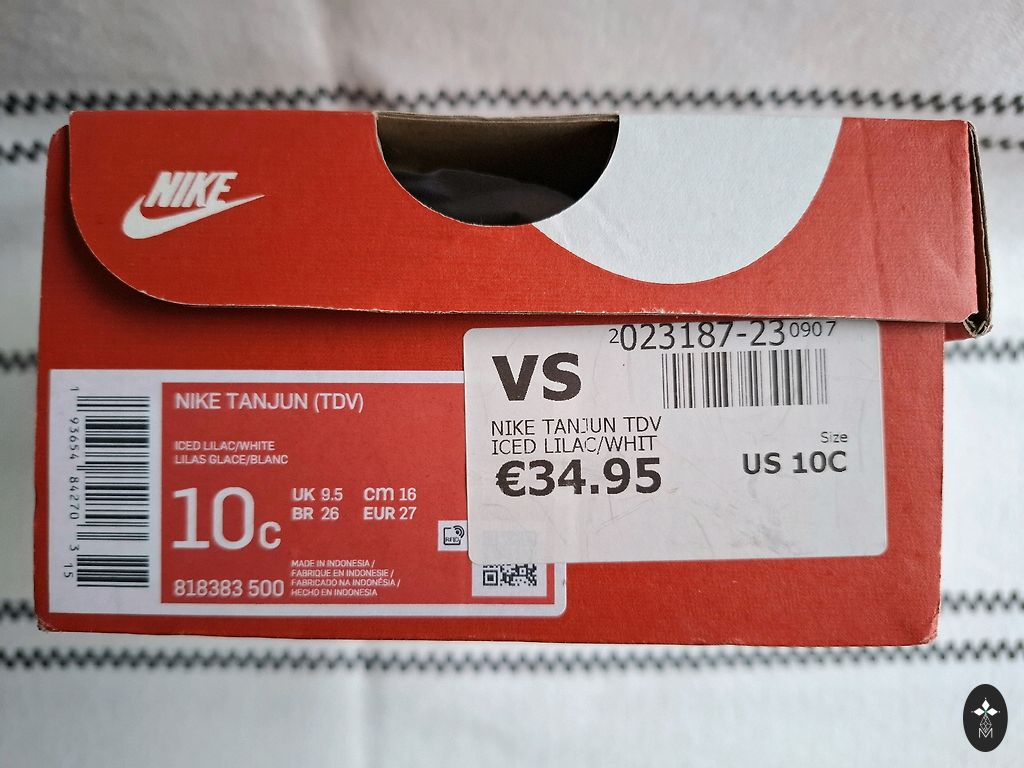 NIKE
2023187-230907
VS
NIKE TANJUN TDV
ICED LILAC/WHIT
€34.95
Size
US 10C
NIKE TANJUN (TDV)
ICED LILAC/WHITE
LILAS GLACE/BLANC
10C
UK 9.5 CM 16
BR 26 EUR 27
RFID
818383 500
MADE IN INDONESIA /
FABRIQUE EN INDONESIE /
FABRICADO NA INDONÉSIA /
HECHO EN INDONESIA
1 93654 84270 3 15
M